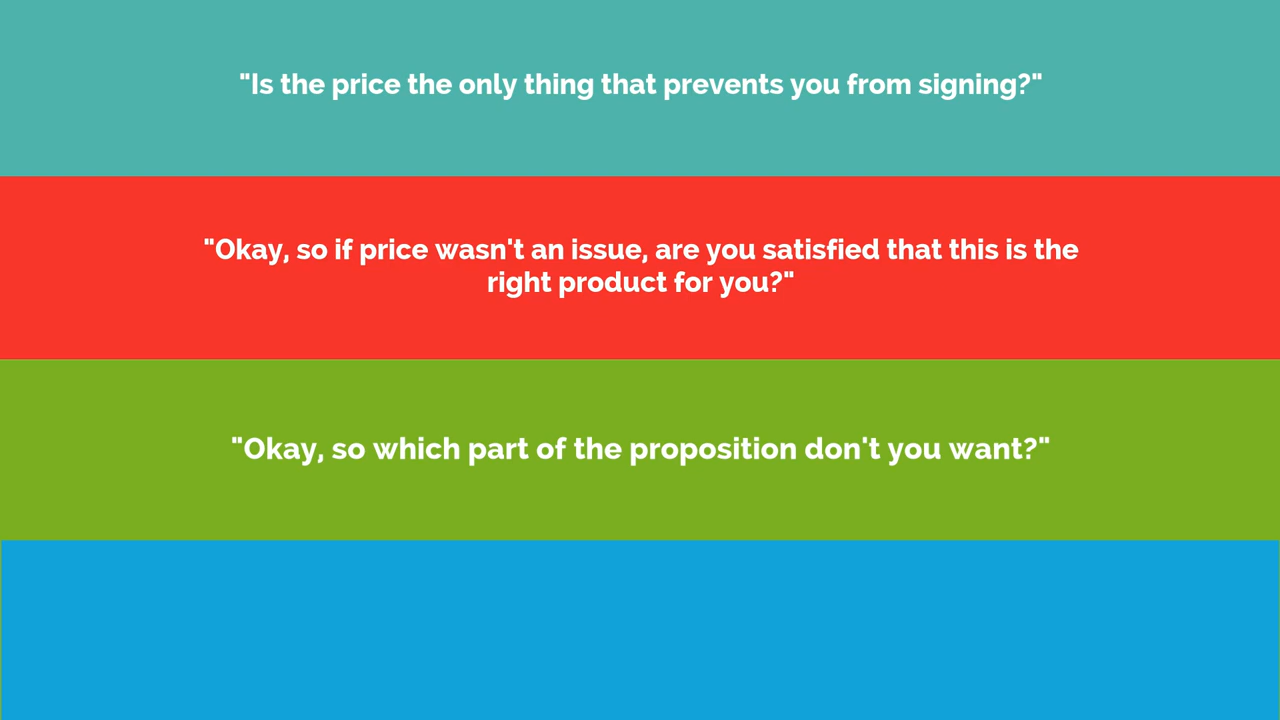 "Is the price the only thing that prevents you from signing?"
"Okay, so if price wasn't an issue, are you satisfied that this is the
right product for you?"
"Okay, so which part of the proposition don't you want?"